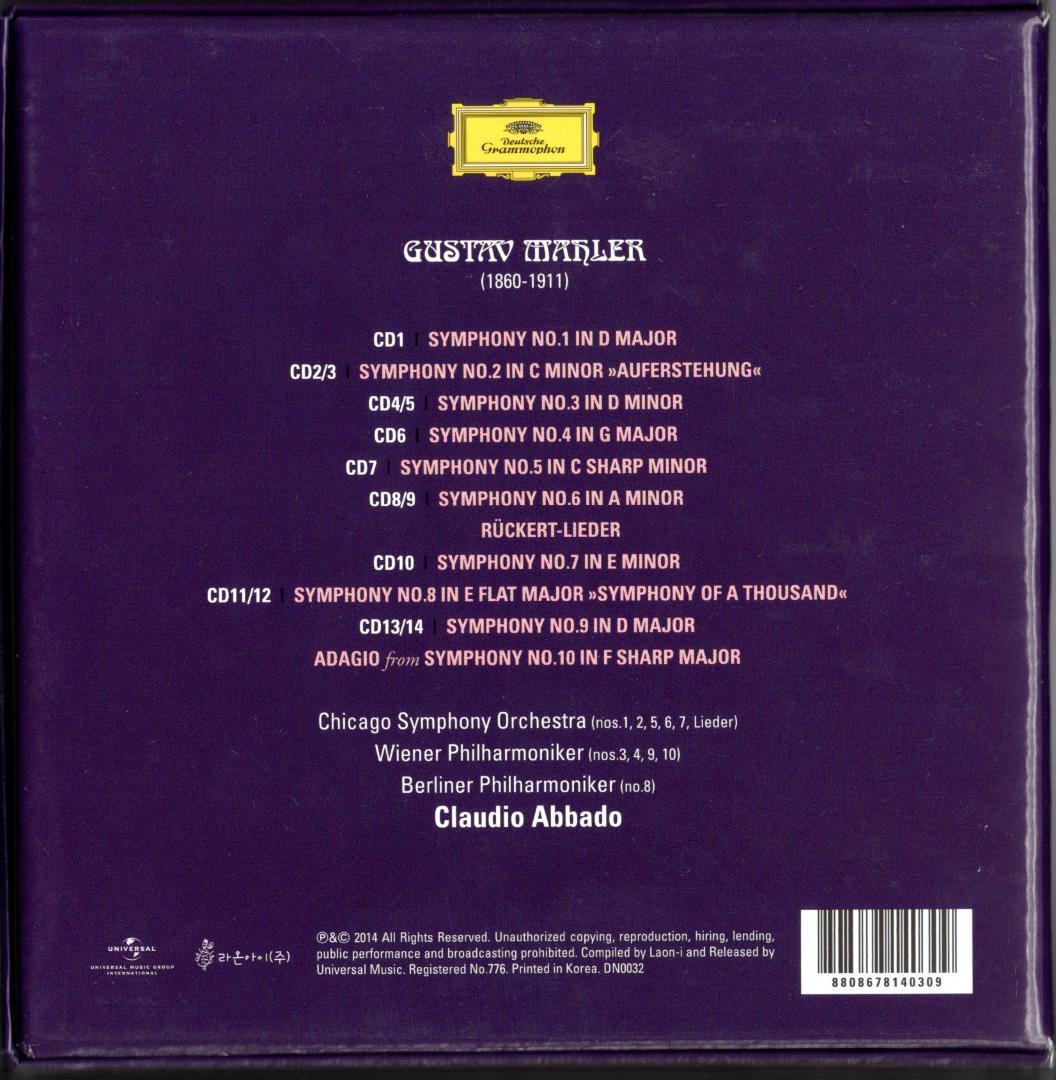 Deutsche
Grammophon
GUSTAV MAHLER
(1860-1911)
CD1 | SYMPHONY NO.1 IN D MAJOR
CD2/3 | SYMPHONY NO.2 IN C MINOR »AUFERSTEHUNG«
CD4/5 | SYMPHONY NO.3 IN D MINOR
CD6 | SYMPHONY NO.4 IN G MAJOR
CD7 | SYMPHONY NO.5 IN C SHARP MINOR
CD8/9 | SYMPHONY NO.6 IN A MINOR
RÜCKERT-LIEDER
CD10 | SYMPHONY NO.7 IN E MINOR
CD11/12 | SYMPHONY NO.8 IN E FLAT MAJOR »SYMPHONY OF A THOUSAND«
CD13/14 | SYMPHONY NO.9 IN D MAJOR
ADAGIO from SYMPHONY NO.10 IN F SHARP MAJOR
Chicago Symphony Orchestra (nos.1, 2, 5, 6, 7, Lieder)
Wiener Philharmoniker (nos.3, 4, 9, 10)
Berliner Philharmoniker (no.8)
Claudio Abbado
UNIVERSAL
UNIVERSAL MUSIC GROUP
INTERNATIONAL
라운아이(주)
℗&© 2014 All Rights Reserved. Unauthorized copying, reproduction, hiring, lending,
public performance and broadcasting prohibited. Compiled by Laon-i and Released by
Universal Music. Registered No.776. Printed in Korea. DN0032
8808678140309